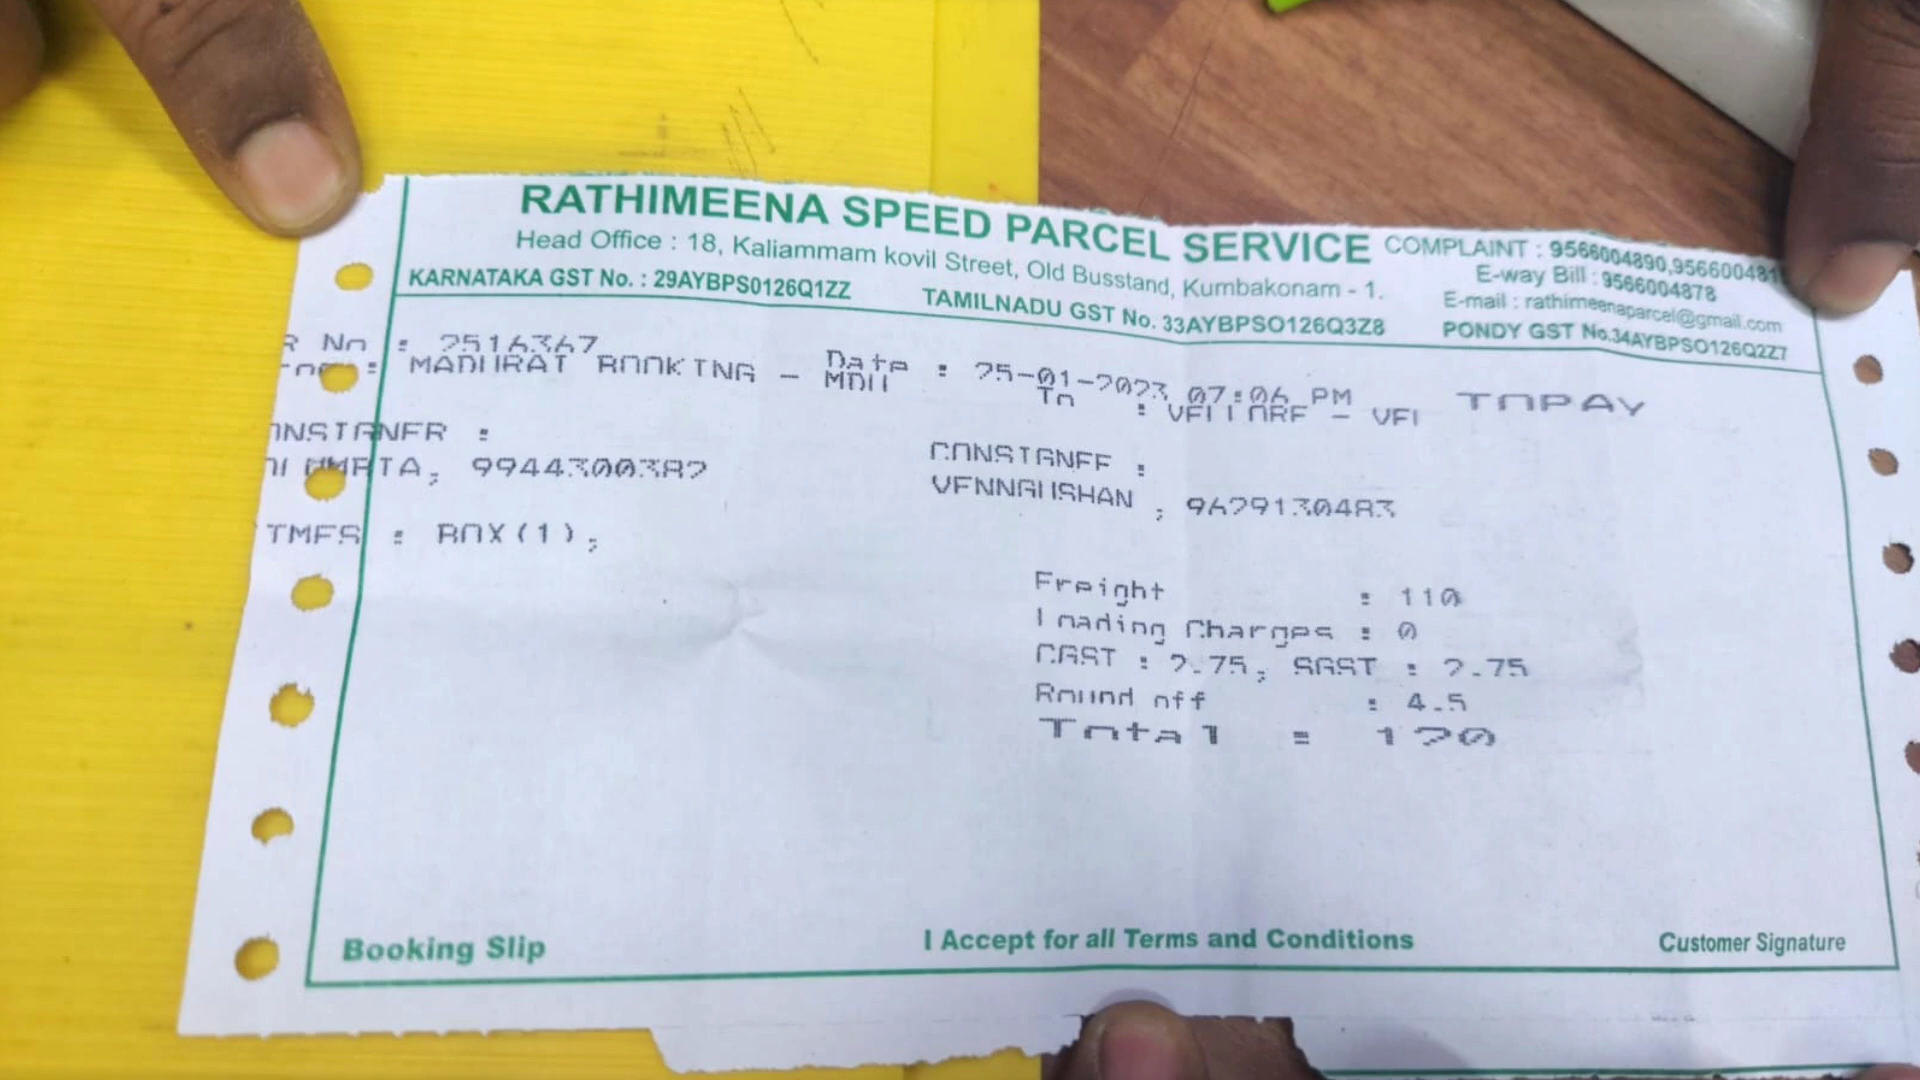 RATHIMEENA SPEED PARCEL SERVICE
COMPLAINT : 9566004890,956600481
Head Office : 18, Kaliammam kovil Street, Old Busstand, Kumbakonam - 1.
E-way Bill : 9566004878
E-mail : rathimeenaparcel@gmail.com
KARNATAKA GST No. : 29AYBPS0126Q1ZZ TAMILNADU GST No. 33AYBPSO126Q3Z8 PONDY GST No.34AYBPSO126Q2Z7
R No : 2516367 Date : 25-01-2023 07:06 PM TOPAY
: MADURAI BOOKING - MDU To : VELLORE - VEL
ONSIGNER : CONSIGNEE :
, 9944300382 VENNGUSHAN , 9629130483
TMES : BOX(1),
Freight : 110
Loading Charges : 0
CGST : 2.75, SGST : 2.75
Round off : 4.5
Total = 120
Booking Slip I Accept for all Terms and Conditions Customer Signature